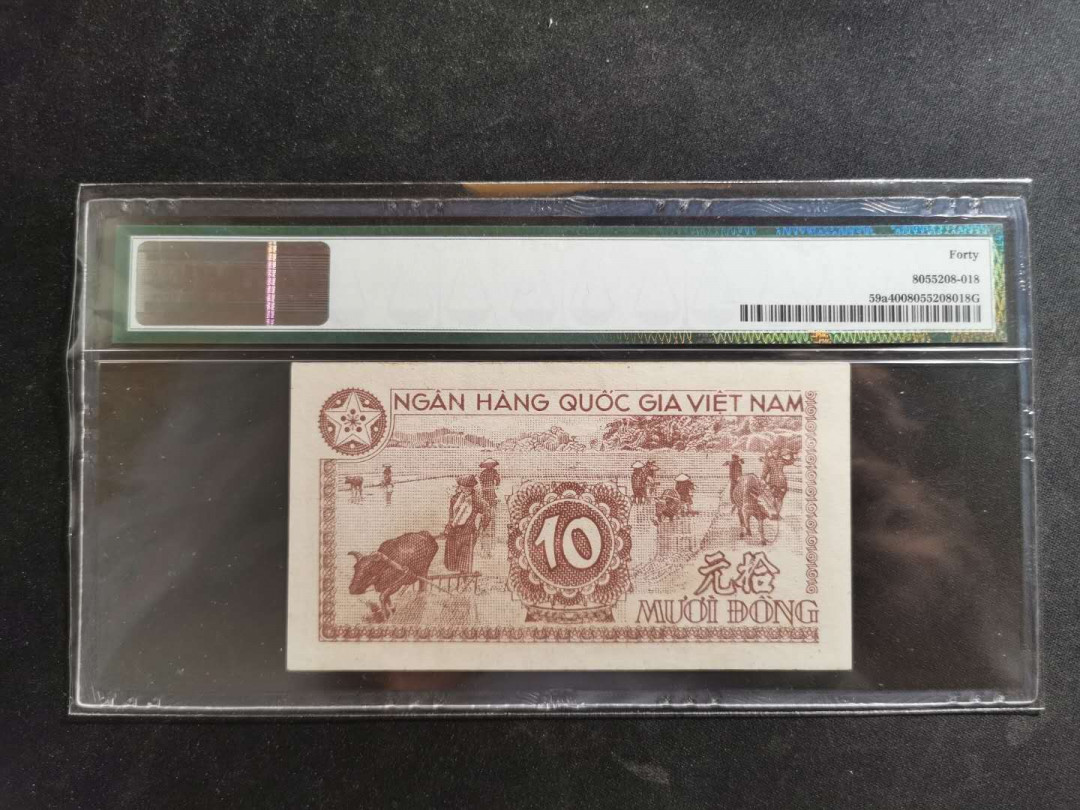 Forty
8055208-018
59a4008055208018G
NGÂN HÀNG QUỐC GIA VIỆT NAM
10
元拾
MƯỜI ĐỒNG